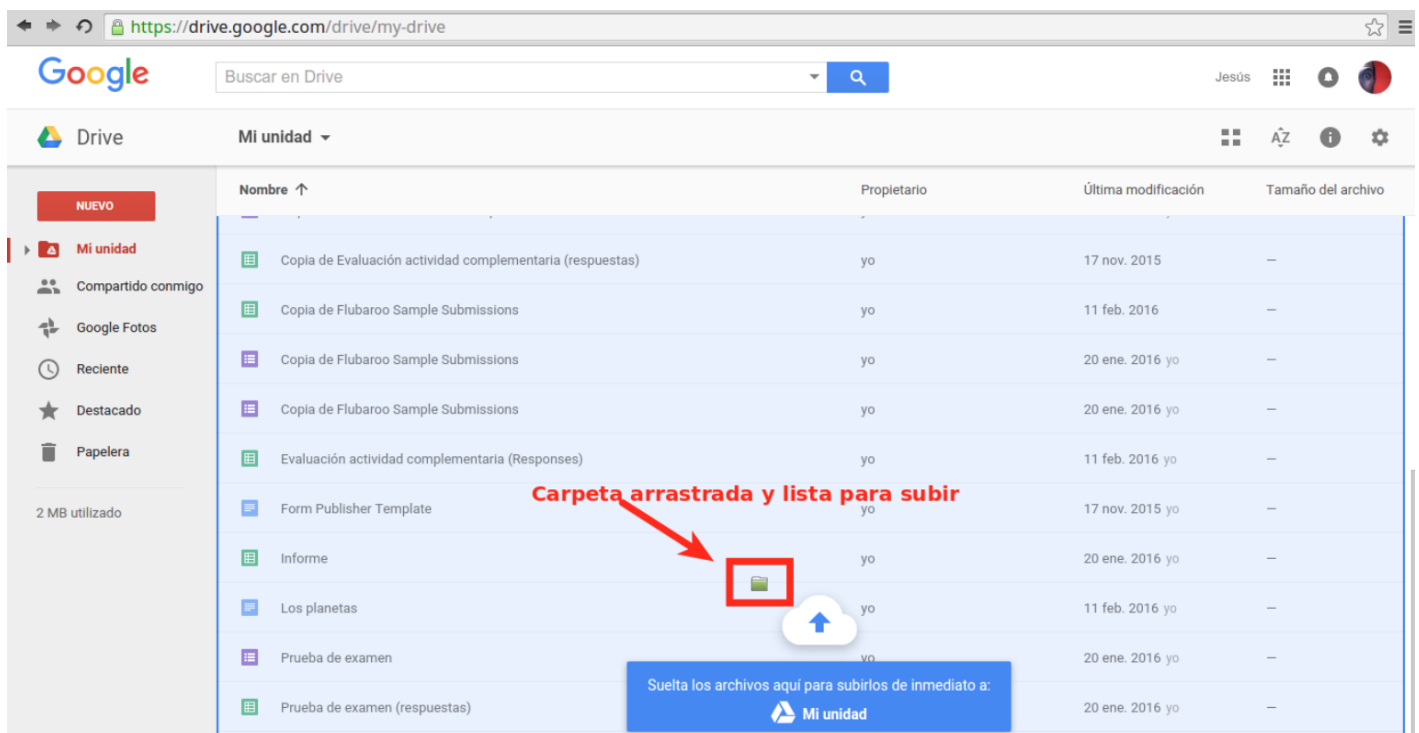 https://drive.google.com/drive/my-drive
Google
Buscar en Drive
Jesús
Drive
Mi unidad
Nombre
Propietario
Última modificación
Tamaño del archivo
NUEVO
Mi unidad
Compartido conmigo
Google Fotos
Reciente
Destacado
Papelera
2 MB utilizado
Copia de Evaluación actividad complementaria (respuestas) yo 17 nov. 2015 —
Copia de Flubaroo Sample Submissions yo 11 feb. 2016 —
Copia de Flubaroo Sample Submissions yo 20 ene. 2016 yo —
Copia de Flubaroo Sample Submissions yo 20 ene. 2016 yo —
Evaluación actividad complementaria (Responses) yo 11 feb. 2016 yo —
Carpeta arrastrada y lista para subir
Form Publisher Template yo 17 nov. 2015 yo —
Informe yo 20 ene. 2016 yo —
Los planetas yo 11 feb. 2016 yo —
Prueba de examen yo 20 ene. 2016 yo —
Prueba de examen (respuestas) 20 ene. 2016 yo —
Suelta los archivos aquí para subirlos de inmediato a:
Mi unidad